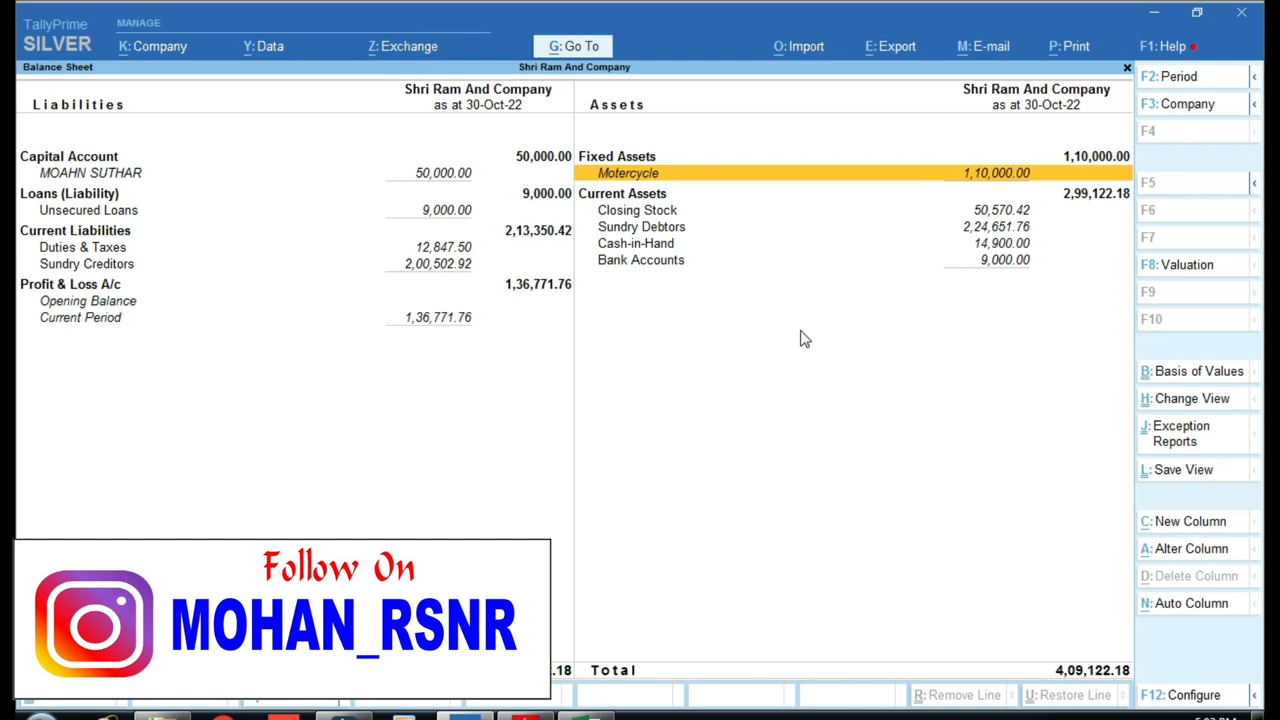 TallyPrime
SILVER
MANAGE
K: Company
Y: Data
Z: Exchange
G: Go To
O: Import
E: Export
M: E-mail
P: Print
F1: Help
Balance Sheet
Shri Ram And Company
Liabilities
Shri Ram And Company
as at 30-Oct-22
Assets
Shri Ram And Company
as at 30-Oct-22
Capital Account 50,000.00
MOAHN SUTHAR 50,000.00
Loans (Liability) 9,000.00
Unsecured Loans 9,000.00
Current Liabilities 2,13,350.42
Duties & Taxes 12,847.50
Sundry Creditors 2,00,502.92
Profit & Loss A/c 1,36,771.76
Opening Balance
Current Period 1,36,771.76
Fixed Assets 1,10,000.00
Motercycle 1,10,000.00
Current Assets 2,99,122.18
Closing Stock 50,570.42
Sundry Debtors 2,24,651.76
Cash-in-Hand 14,900.00
Bank Accounts 9,000.00
.18
Total 4,09,122.18
F2: Period
F3: Company
F4
F5
F6
F7
F8: Valuation
F9
F10
B: Basis of Values
H: Change View
J: Exception
Reports
L: Save View
C: New Column
A: Alter Column
D: Delete Column
N: Auto Column
Follow On
MOHAN_RSNR
R: Remove Line
U: Restore Line
F12: Configure